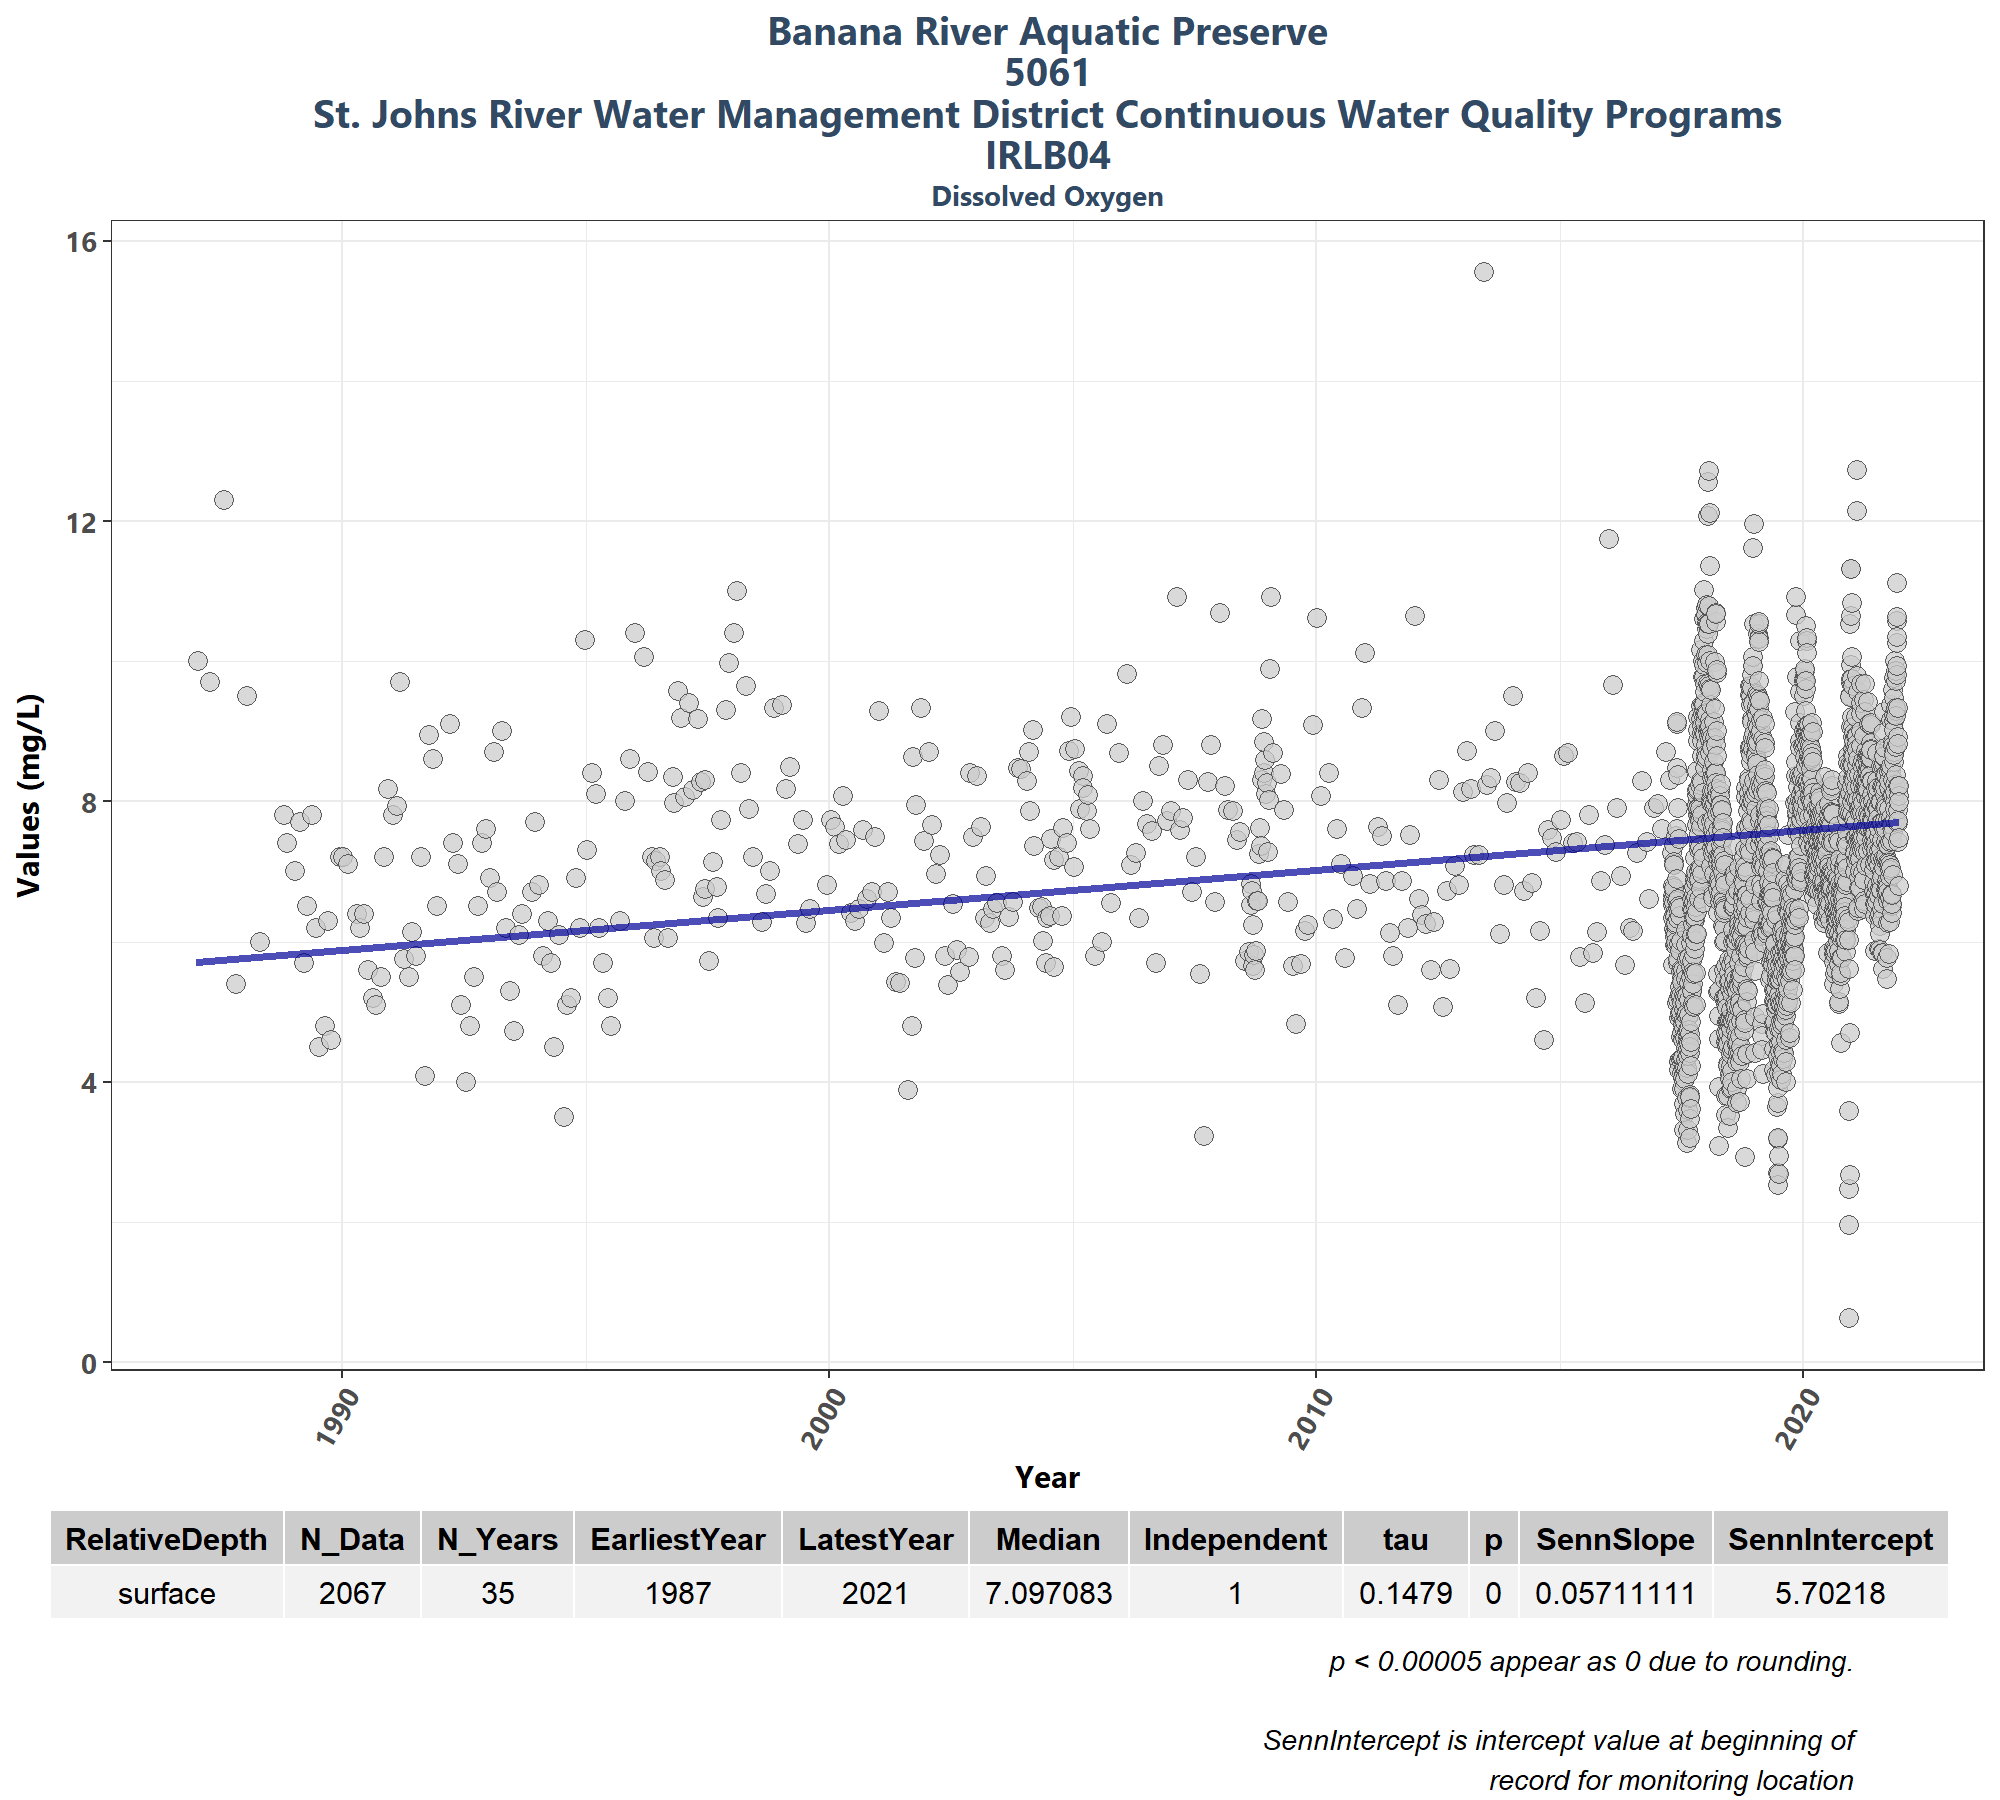 Banana River Aquatic Preserve
5061
St. Johns River Water Management District Continuous Water Quality Programs
IRLB04
Dissolved Oxygen
Values (mg/L)
16
12
8
4
0
1990 2000 2010 2020
Year
RelativeDepth N_Data N_Years EarliestYear LatestYear Median Independent tau p SennSlope SennIntercept
surface 2067 35 1987 2021 7.097083 1 0.1479 0 0.05711111 5.70218
p < 0.00005 appear as 0 due to rounding.
SennIntercept is intercept value at beginning of
record for monitoring location